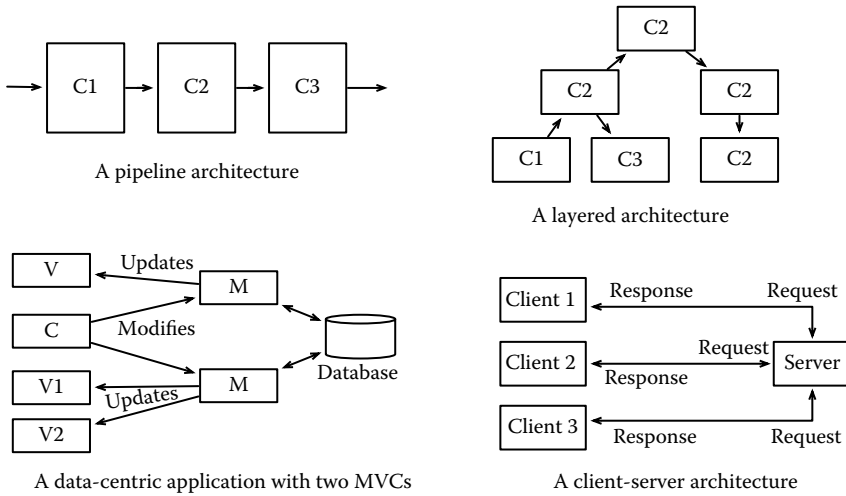 C1
C2
C3
A pipeline architecture
C2
C2
C2
C1
C3
C2
A layered architecture
V
Updates
M
C
Modifies
Database
V1
Updates
M
V2
A data-centric application with two MVCs
Client 1
Response
Request
Client 2
Response
Request
Server
Client 3
Response
Request
A client-server architecture